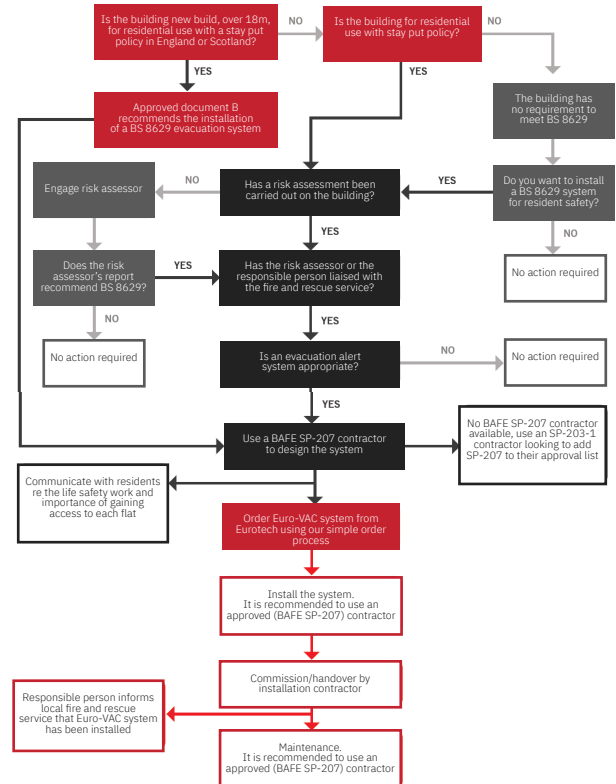 Is the building new build, over 18m,
for residential use with a stay put
policy in England or Scotland?
NO
Is the building for residential
use with stay put policy?
NO
YES
YES
Approved document B
recommends the installation
of a BS 8629 evacuation system
The building has
no requirement to
meet BS 8629
Engage risk assessor
NO
Has a risk assessment been
carried out on the building?
YES
Do you want to install
a BS 8629 system
for resident safety?
YES
NO
Does the risk
assessor's report
recommend BS 8629?
YES
Has the risk assessor or the
responsible person liaised with
the fire and rescue service?
No action required
NO
YES
No action required
Is an evacuation alert
system appropriate?
NO
No action required
YES
Use a BAFE SP-207 contractor
to design the system
No BAFE SP-207 contractor
available, use an SP-203-1
contractor looking to add
SP-207 to their approval list
Communicate with residents
re the life safety work and
importance of gaining
access to each flat
Order Euro-VAC system from
Eurotech using our simple order
process
Install the system.
It is recommended to use an
approved (BAFE SP-207) contractor
Commission/handover by
installation contractor
Responsible person informs
local fire and rescue
service that Euro-VAC system
has been installed
Maintenance.
It is recommended to use an
approved (BAFE SP-207) contractor